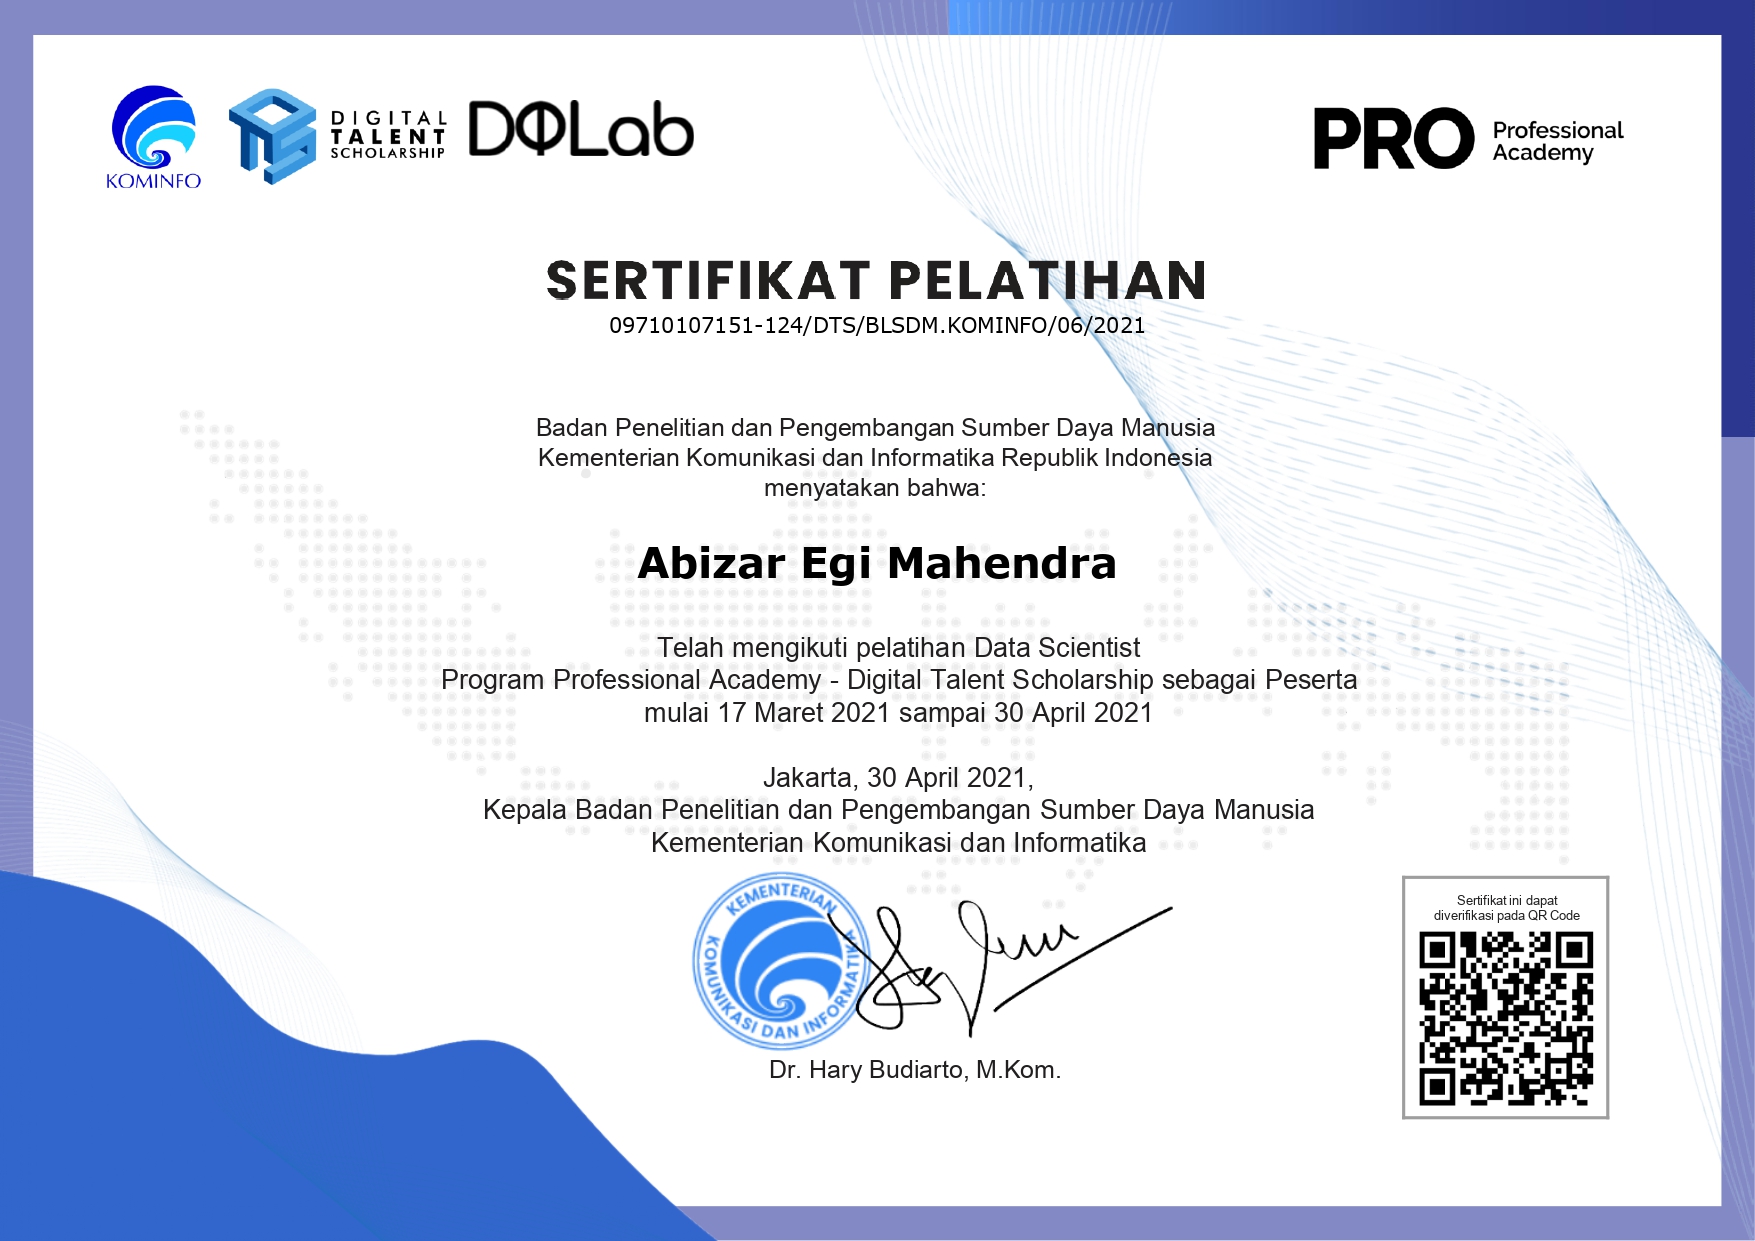 KOMINFO
DIGITAL
TALENT
SCHOLARSHIP
DQLab
PRO
Professional
Academy
SERTIFIKAT PELATIHAN
09710107151-124/DTS/BLSDM.KOMINFO/06/2021
Badan Penelitian dan Pengembangan Sumber Daya Manusia
Kementerian Komunikasi dan Informatika Republik Indonesia
menyatakan bahwa:
Abizar Egi Mahendra
Telah mengikuti pelatihan Data Scientist
Program Professional Academy - Digital Talent Scholarship sebagai Peserta
mulai 17 Maret 2021 sampai 30 April 2021
Jakarta, 30 April 2021,
Kepala Badan Penelitian dan Pengembangan Sumber Daya Manusia
Kementerian Komunikasi dan Informatika
KEMENTERIAN
KOMUNIKASI DAN INFORMATIKA
Dr. Hary Budiarto, M.Kom.
Sertifikat ini dapat
diverifikasi pada QR Code